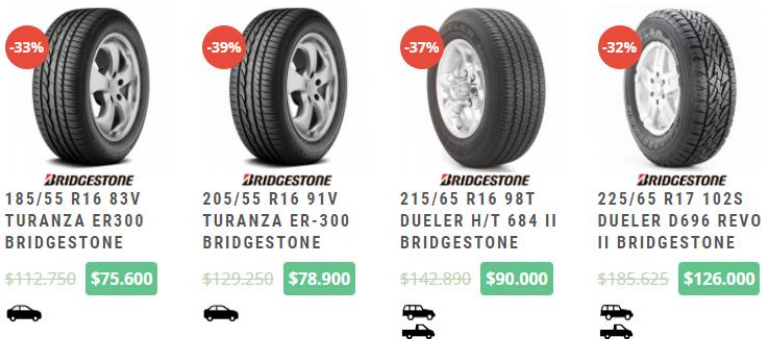 -33%
BRIDGESTONE
185/55 R16 83V
TURANZA ER300
BRIDGESTONE
$112.750 $75.600
-39%
BRIDGESTONE
205/55 R16 91V
TURANZA ER-300
BRIDGESTONE
$129.250 $78.900
-37%
BRIDGESTONE
215/65 R16 98T
DUELER H/T 684 II
BRIDGESTONE
$142.890 $90.000
-32%
BRIDGESTONE
225/65 R17 102S
DUELER D696 REVO
II BRIDGESTONE
$185.625 $126.000